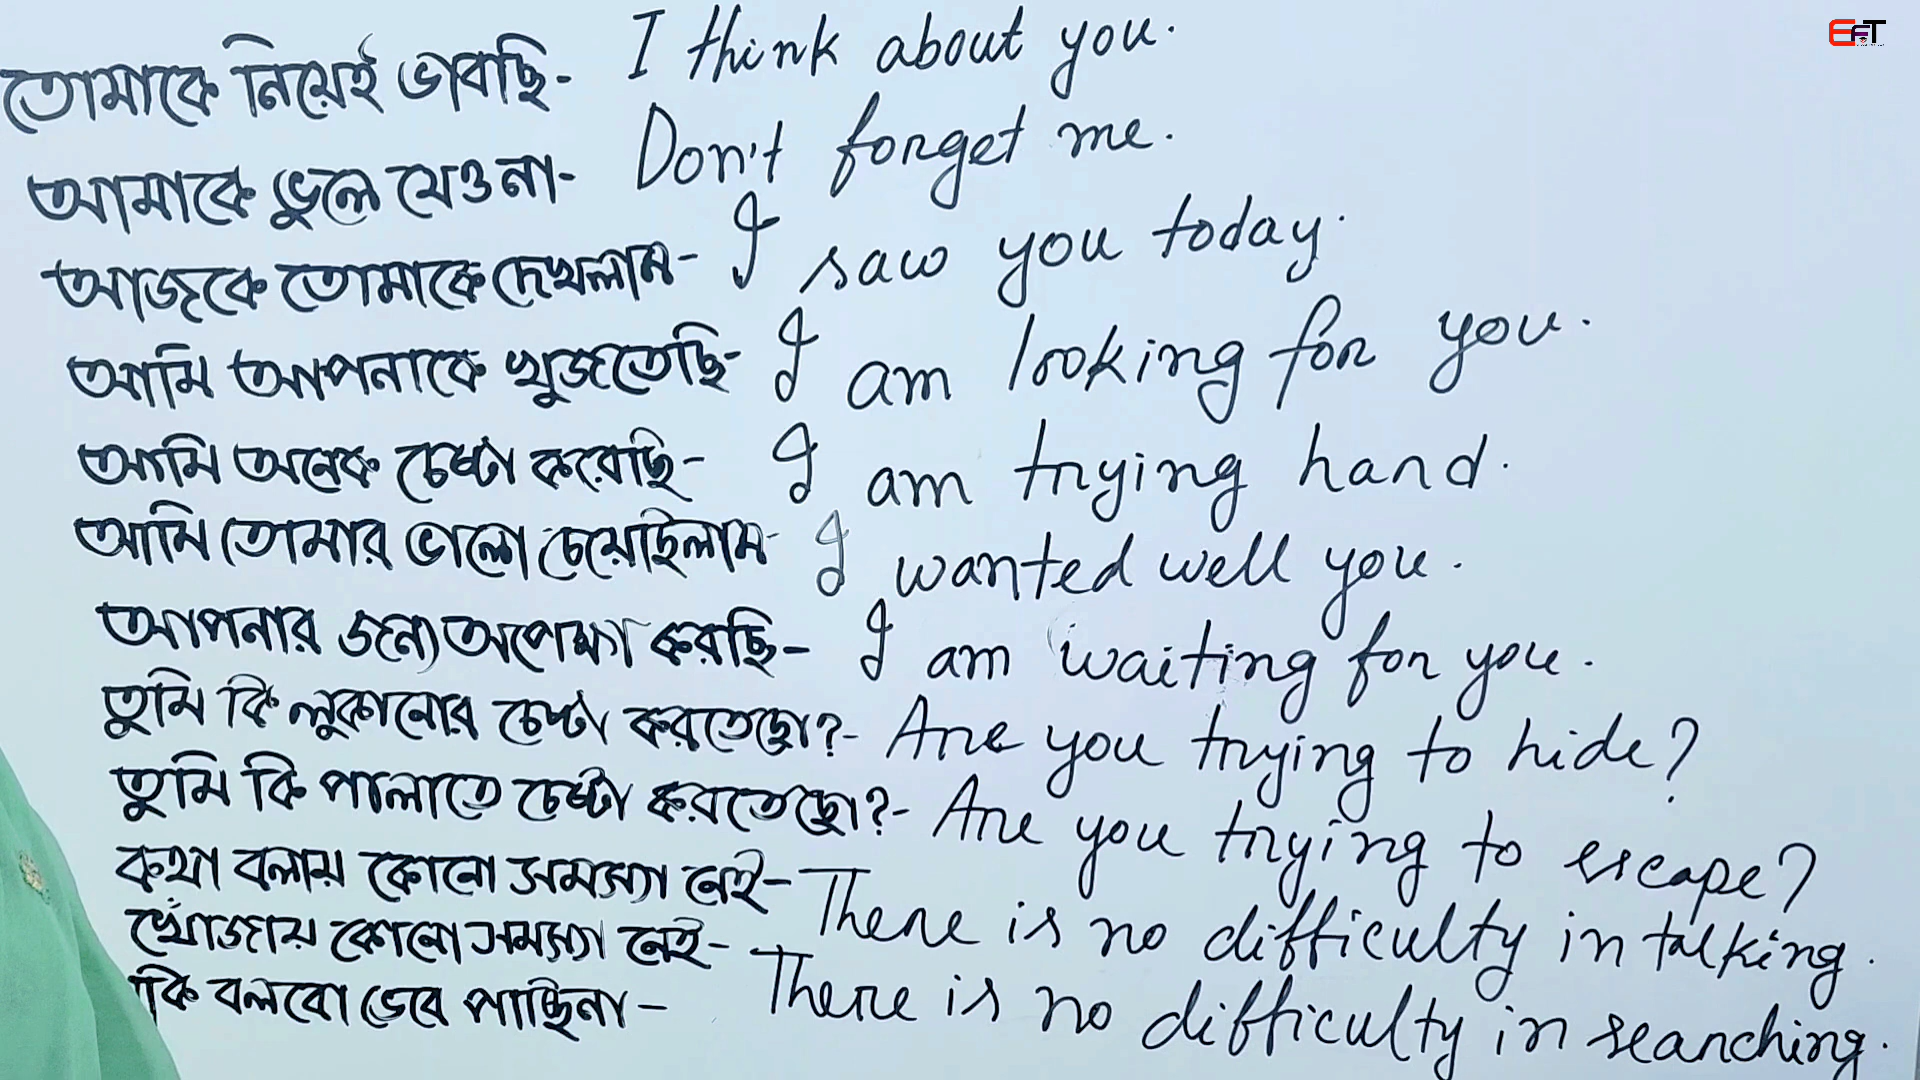 EFT
তোমাকে নিয়েই ভাবছি- I think about you.
আমাকে ভুলে যেওনা- Don't forget me.
আজকে তোমাকে দেখলাম- I saw you today.
আমি আপনাকে খুজতেছি- I am looking for you.
আমি অনেক চেষ্টা করেছি- I am trying hard.
আমি তোমার ভালো চেয়েছিলাম- I wanted well you.
আপনার জন্যে অপেক্ষা করছি- I am waiting for you.
তুমি কি লুকানোর চেষ্টা করতেছো?- Are you trying to hide?
তুমি কি পালাতে চেষ্টা করতেছো?- Are you trying to escape?
কথা বলায় কোনো সমস্যা নেই- There is no difficulty in talking.
খোঁজায় কোনো সমস্যা নেই- There is no difficulty in searching.
কি বলবো ভেবে পাচ্ছিনা-